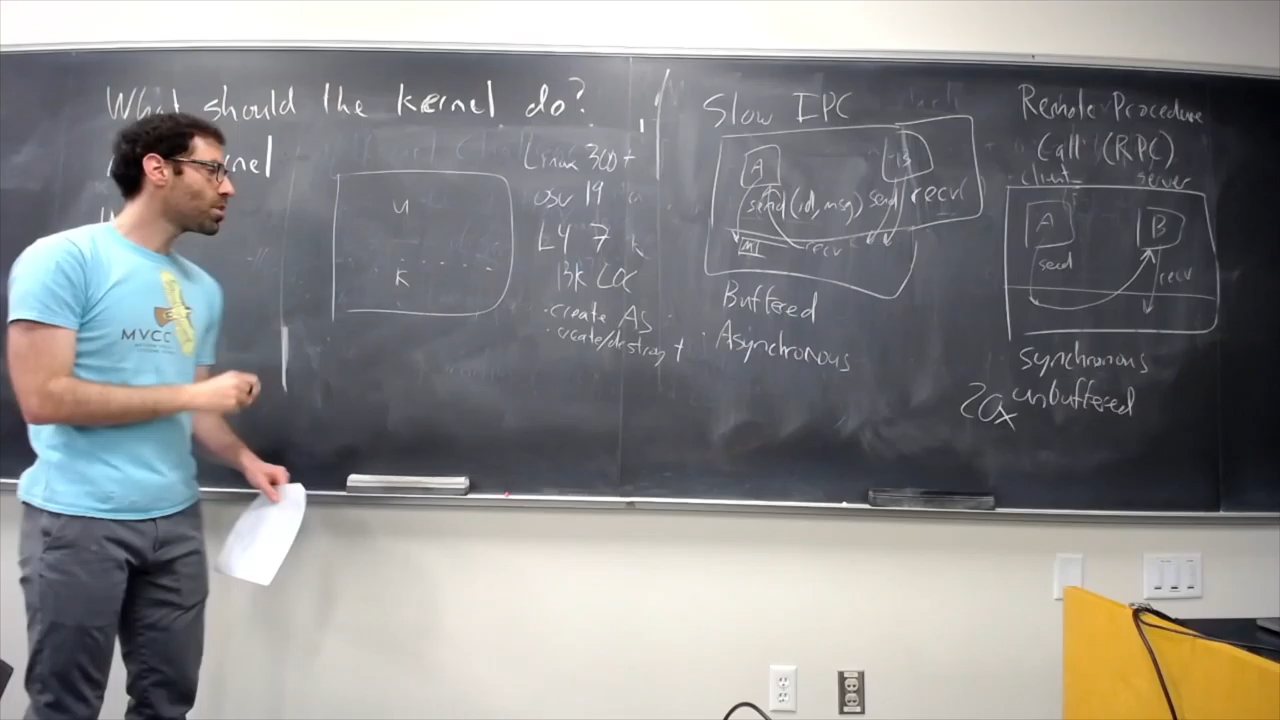 What should the kernel do?
nel
u
k
Linux 300+
osv 19
L4 7
13K LOC
· create AS
· create/destroy
Slow IPC
A
B
send(id, msg) send recv
M1
recv
Buffered
· Asynchronous
Remote Procedure
Call (RPC)
client server
A B
send
recv
synchronous
unbuffered
20x
MVCC